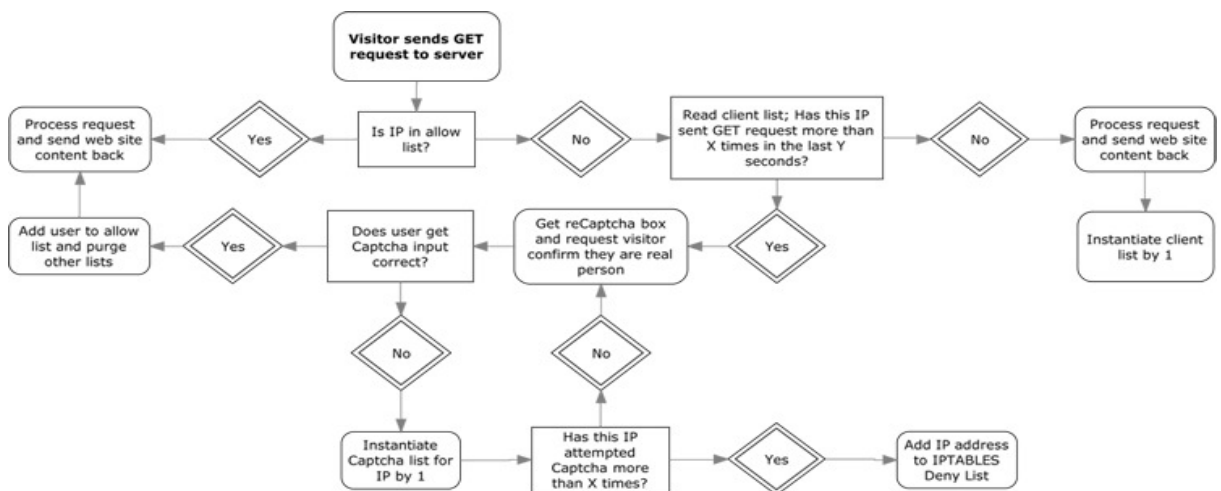 Visitor sends GET
request to server
Process request
and send web site
content back
Yes
Is IP in allow
list?
No
Read client list; Has this IP
sent GET request more than
X times in the last Y
seconds?
No
Process request
and send web site
content back
Add user to allow
list and purge
other lists
Yes
Does user get
Captcha input
correct?
Get reCaptcha box
and request visitor
confirm they are real
person
Yes
Instantiate client
list by 1
No
No
Instantiate
Captcha list for
IP by 1
Has this IP
attempted
Captcha more
than X times?
Yes
Add IP address
to IPTABLES
Deny List